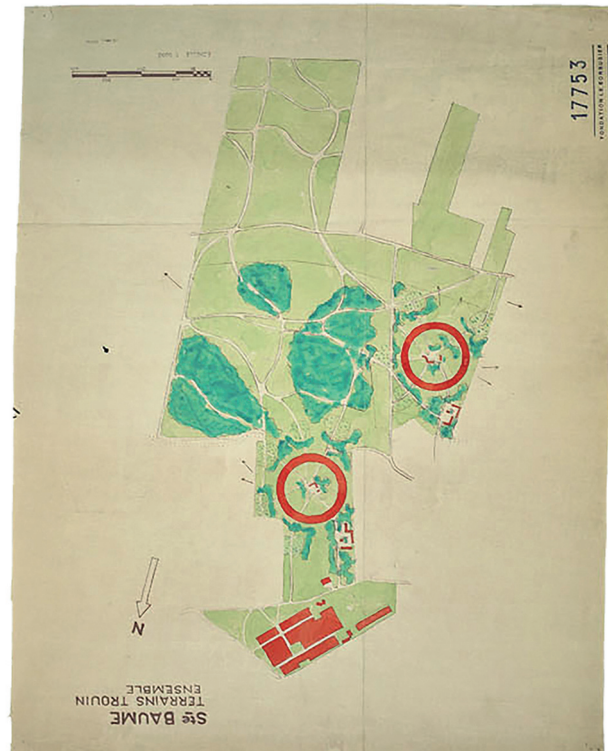 17753
FONDATION LE CORBUSIER
N
Ste BAUME
TERRAINS TROUIN
ENSEMBLE